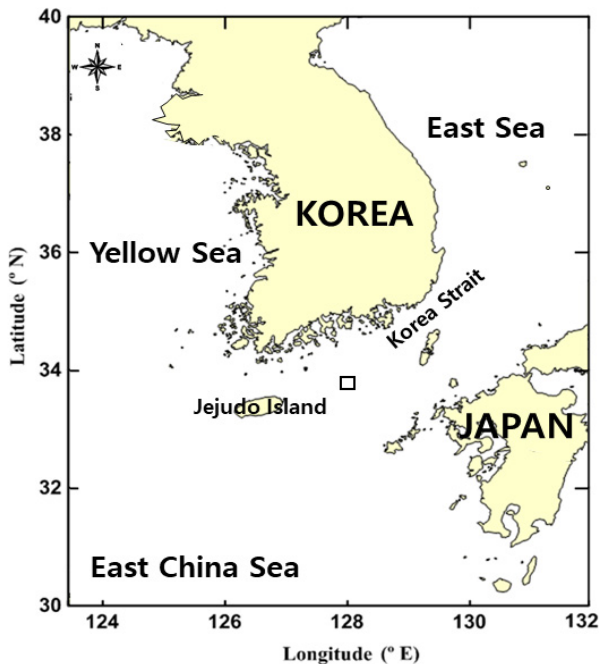 40
N
W E
S
East Sea
38
KOREA
Latitude (º N)
36
Yellow Sea
Korea Strait
34
Jejudo Island
JAPAN
32
East China Sea
30
124 126 128 130 132
Longitude (º E)